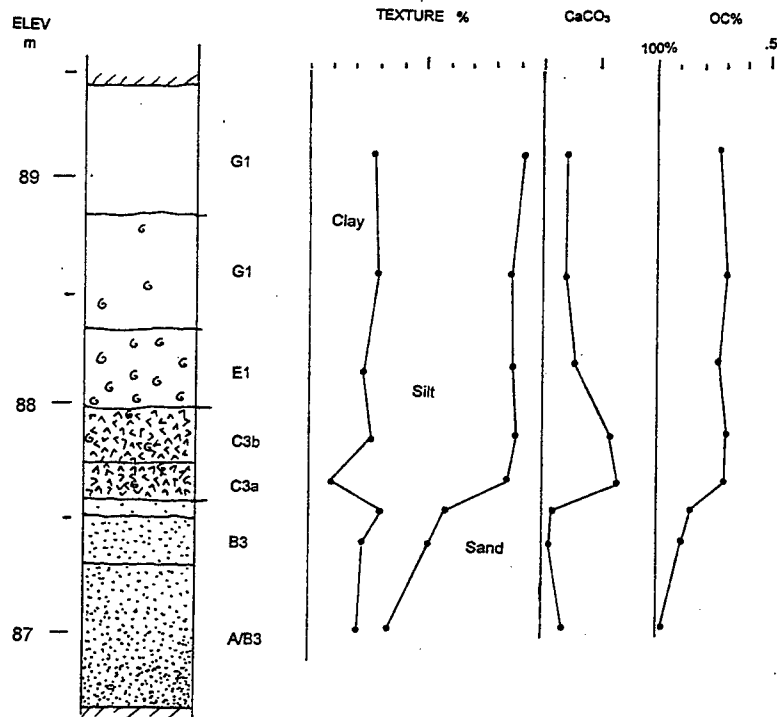 ELEV
m
TEXTURE %
CaCO₃
OC%
100%
.5
89
G1
Clay
G1
E1
Silt
88
C3b
C3a
B3
Sand
87
A/B3